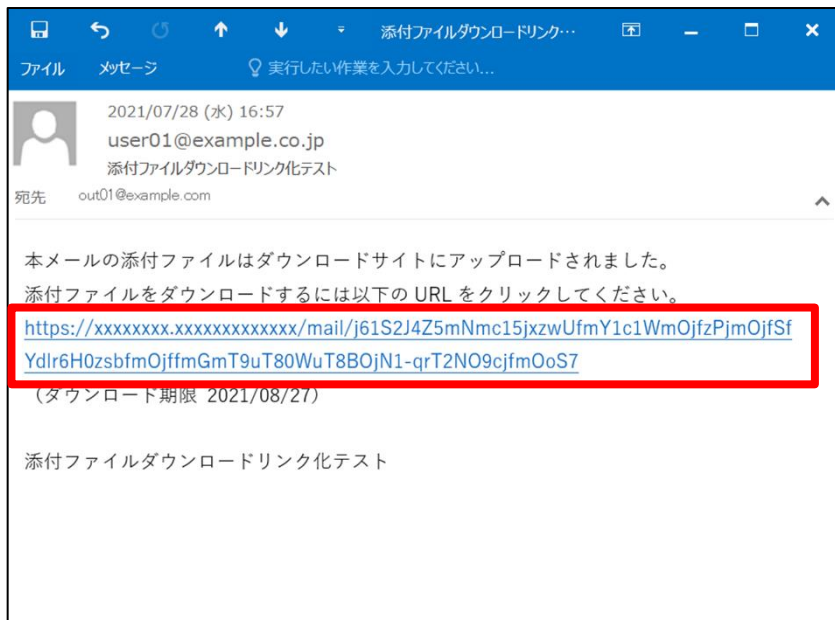 添付ファイルダウンロードリンク…
ファイル メッセージ 実行したい作業を入力してください...
2021/07/28 (水) 16:57
user01@example.co.jp
添付ファイルダウンロードリンク化テスト
宛先 out01@example.com
本メールの添付ファイルはダウンロードサイトにアップロードされました。
添付ファイルをダウンロードするには以下の URL をクリックしてください。
https://xxxxxxxx.xxxxxxxxxxxxx/mail/j61S2J4Z5mNmc15jxzwUfmY1c1WmOjfzPjmOjfSf
Ydlr6H0zsbfmOjffmGmT9uT80WuT8BOjN1-qrT2NO9cjfmOoS7
（ダウンロード期限 2021/08/27）
添付ファイルダウンロードリンク化テスト